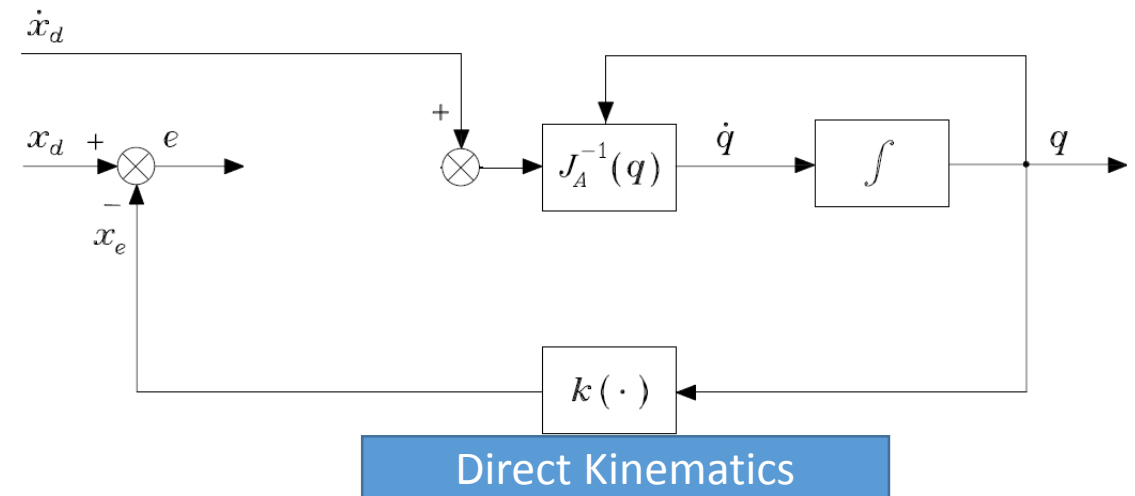 ẋ_d
+
x_d + e
J_A^{-1}(q)
q̇
∫
q
−
x_e
k(·)
Direct Kinematics